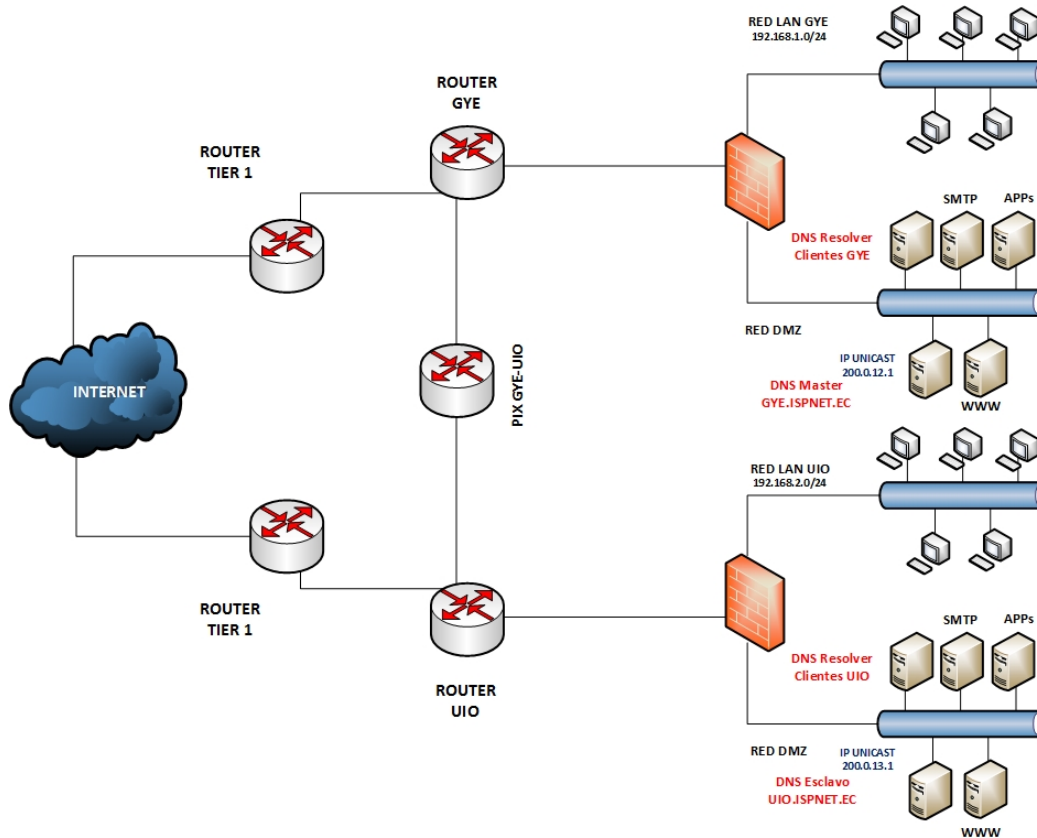 RED LAN GYE
192.168.1.0/24
ROUTER
GYE
ROUTER
TIER 1
SMTP
APPs
DNS Resolver
Clientes GYE
RED DMZ
IP UNICAST
200.0.12.1
DNS Master
GYE.ISPNET.EC
WWW
INTERNET
PIX GYE-UIO
RED LAN UIO
192.168.2.0/24
ROUTER
TIER 1
ROUTER
UIO
SMTP
APPs
DNS Resolver
Clientes UIO
RED DMZ
IP UNICAST
200.0.13.1
DNS Esclavo
UIO.ISPNET.EC
WWW